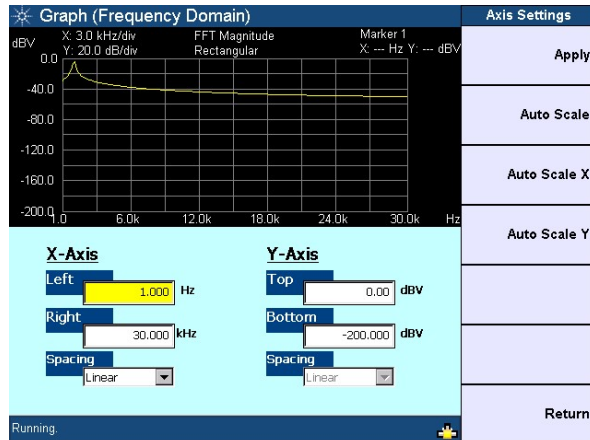 Graph (Frequency Domain)
Axis Settings
dBV
X: 3.0 kHz/div
FFT Magnitude
Marker 1
Y: 20.0 dB/div
Rectangular
X: --- Hz Y: --- dBV
0.0
-40.0
-80.0
-120.0
-160.0
-200.0
1.0 6.0k 12.0k 18.0k 24.0k 30.0k Hz
X-Axis
Left
1.000 Hz
Right
30.000 kHz
Spacing
Linear
Y-Axis
Top
0.00 dBV
Bottom
-200.000 dBV
Spacing
Linear
Running.
Apply
Auto Scale
Auto Scale X
Auto Scale Y
Return